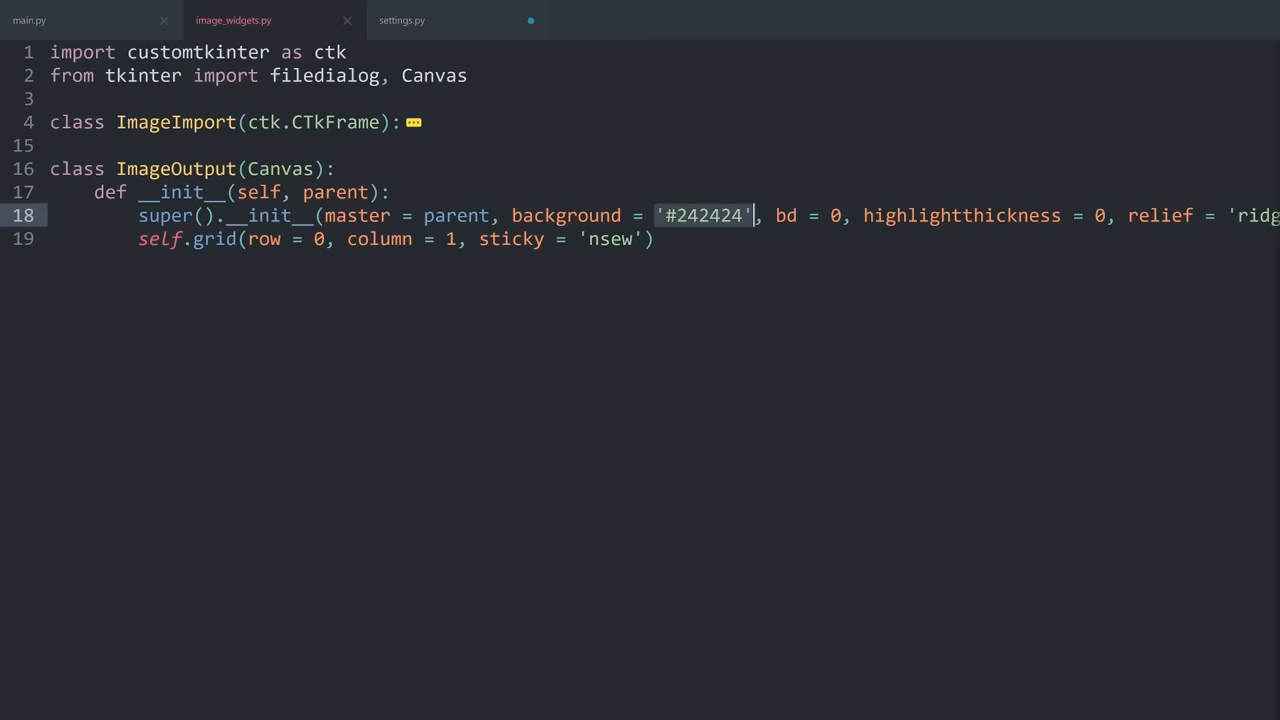 main.py
image_widgets.py
settings.py
1 import customtkinter as ctk
2 from tkinter import filedialog, Canvas
3
4 class ImageImport(ctk.CTkFrame):
15
16 class ImageOutput(Canvas):
17 def __init__(self, parent):
18 super().__init__(master = parent, background = '#242424', bd = 0, highlightthickness = 0, relief = 'ridg
19 self.grid(row = 0, column = 1, sticky = 'nsew')